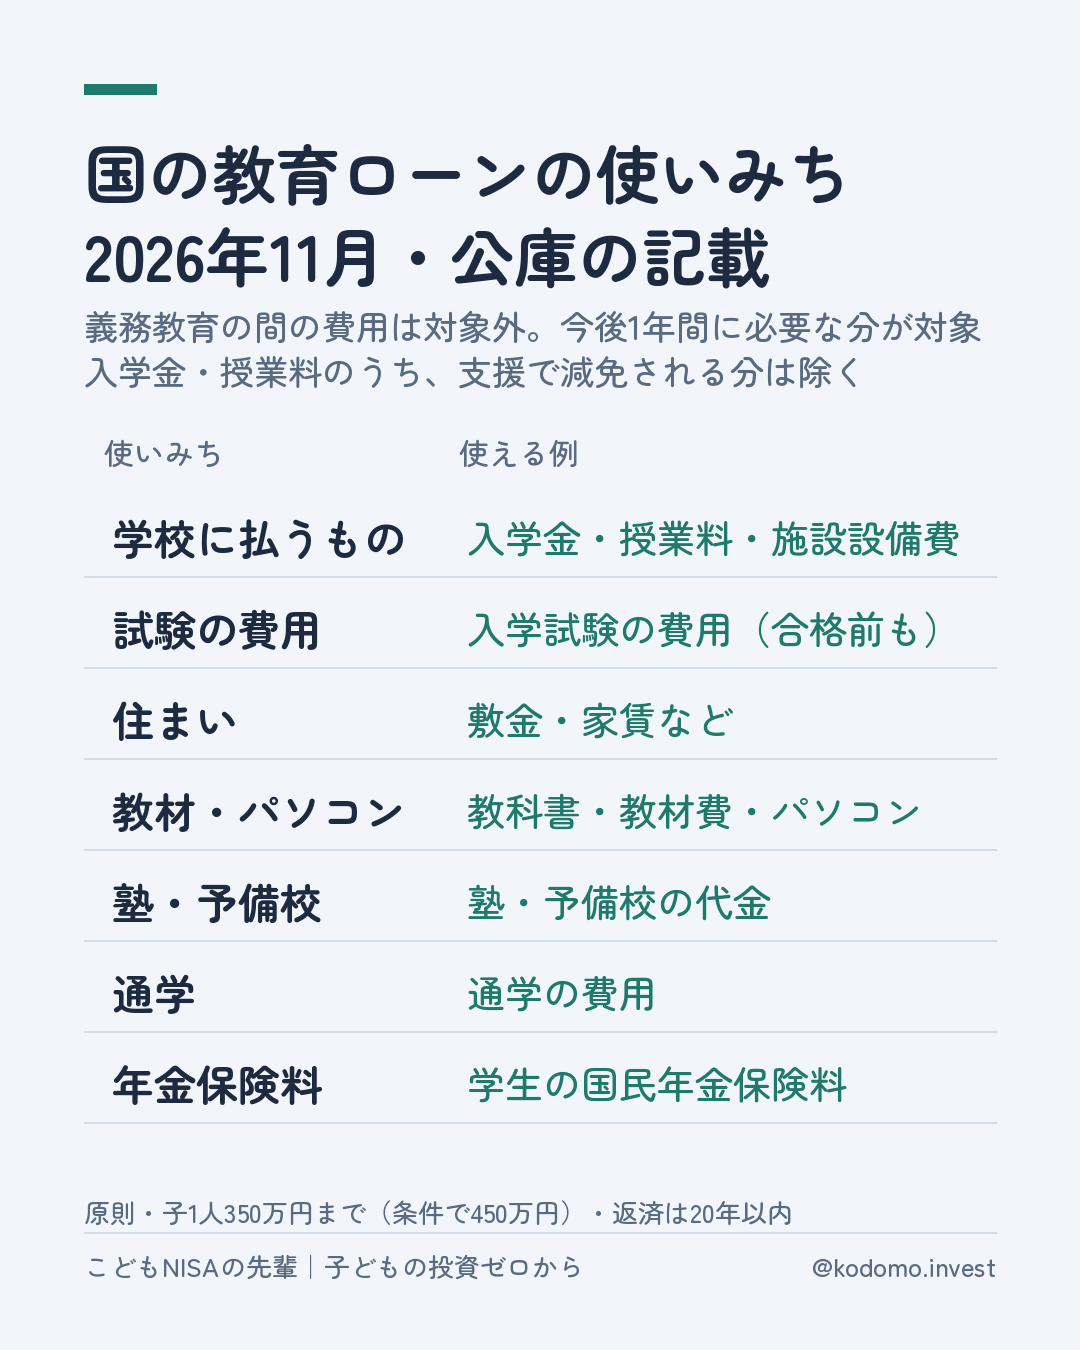 国の教育ローンの使いみち
2026年11月・公庫の記載
義務教育の間の費用は対象外。今後1年間に必要な分が対象
入学金・授業料のうち、支援で減免される分は除く
使いみち 使える例
学校に払うもの 入学金・授業料・施設設備費
試験の費用 入学試験の費用（合格前も）
住まい 敷金・家賃など
教材・パソコン 教科書・教材費・パソコン
塾・予備校 塾・予備校の代金
通学 通学の費用
年金保険料 学生の国民年金保険料
原則・子1人350万円まで（条件で450万円）・返済は20年以内
こどもNISAの先輩｜子どもの投資ゼロから @kodomo.invest